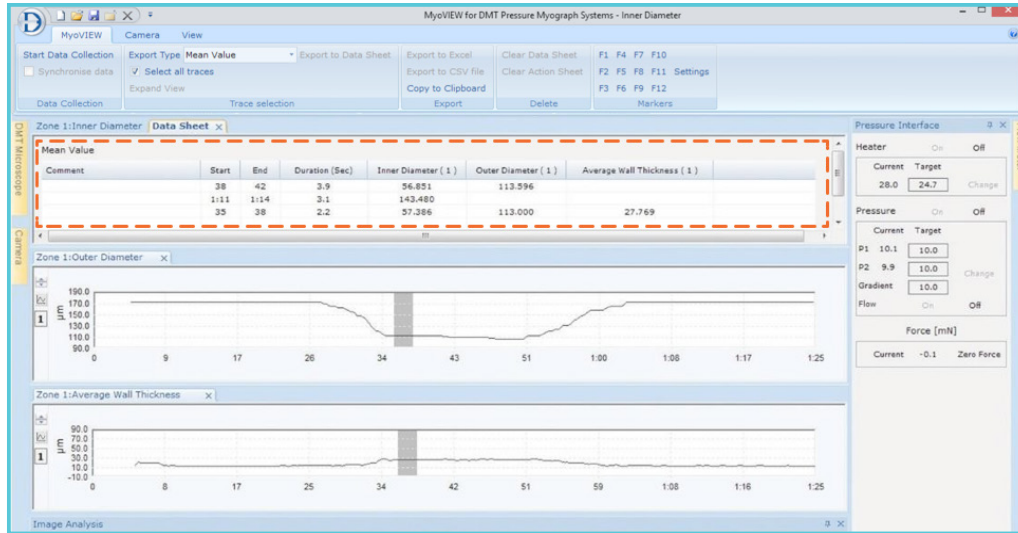 MyoVIEW for DMT Pressure Myograph Systems - Inner Diameter
MyoVIEW Camera View
Start Data Collection Export Type Mean Value Export to Data Sheet Export to Excel Clear Data Sheet F1 F4 F7 F10
Synchronise data Select all traces Export to CSV file Clear Action Sheet F2 F5 F8 F11 Settings
Expand View Copy to Clipboard F3 F6 F9 F12
Data Collection Trace selection Export Delete Markers
DMT Microscope
Camera
Zone 1:Inner Diameter Data Sheet x
Mean Value
Comment Start End Duration (Sec) Inner Diameter ( 1 ) Outer Diameter ( 1 ) Average Wall Thickness ( 1 )
38 42 3.9 56.851 113.596
1:11 1:14 3.1 143.480
35 38 2.2 57.386 113.000 27.769
Zone 1:Outer Diameter x
1
µm
190.0
170.0
150.0
130.0
110.0
90.0
0 9 17 26 34 43 51 1:00 1:08 1:17 1:25
Zone 1:Average Wall Thickness x
1
µm
90.0
70.0
50.0
30.0
10.0
-10.0
0 8 17 25 34 42 51 59 1:08 1:16 1:25
Image Analysis
Pressure Interface
Heater On Off
Current Target
28.0 24.7 Change
Pressure On Off
Current Target
P1 10.1 10.0
P2 9.9 10.0 Change
Gradient 10.0
Flow On Off
Force [mN]
Current -0.1 Zero Force